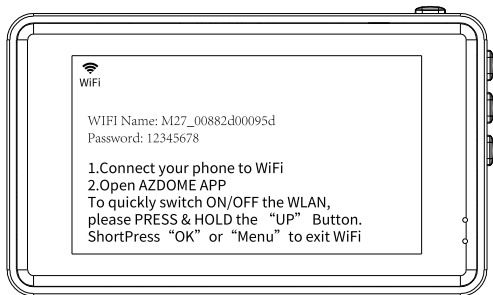 WiFi
WIFI Name: M27_00882d00095d
Password: 12345678
1.Connect your phone to WiFi
2.Open AZDOME APP
To quickly switch ON/OFF the WLAN,
please PRESS & HOLD the “UP” Button.
ShortPress “OK” or “Menu” to exit WiFi